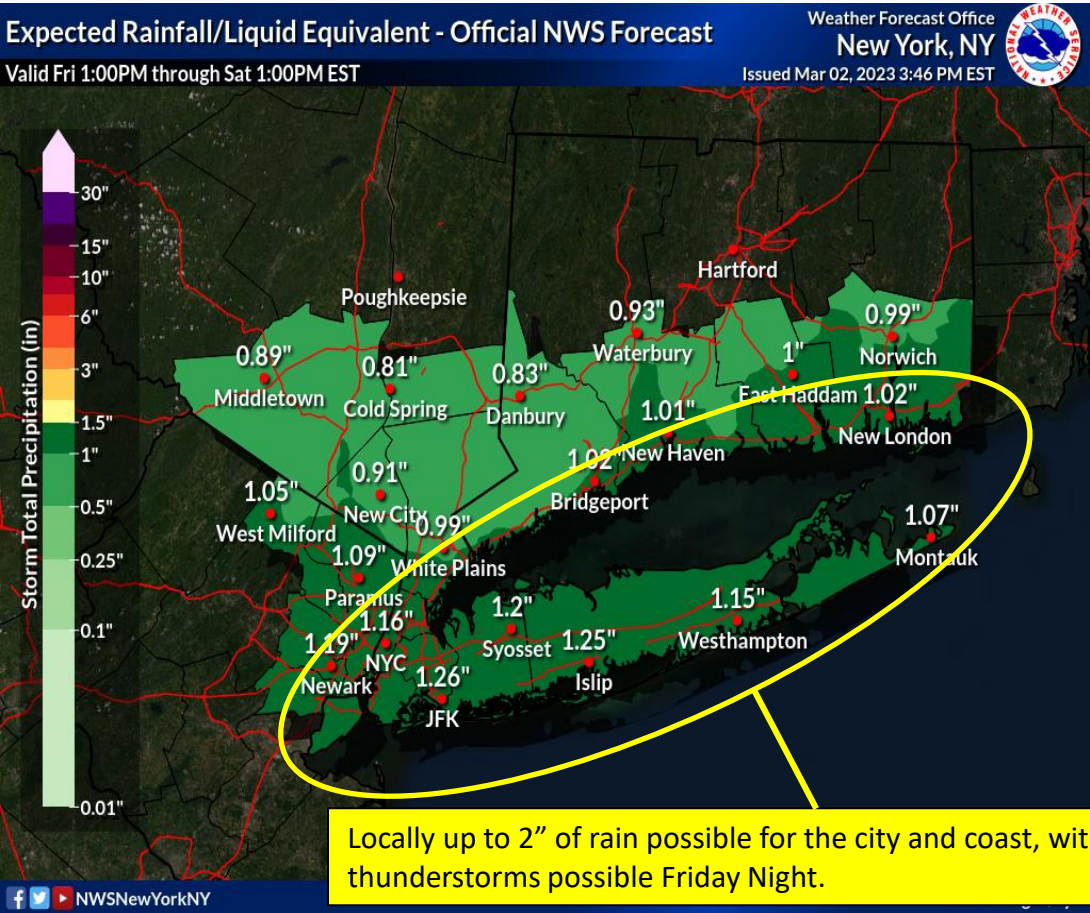 Expected Rainfall/Liquid Equivalent - Official NWS Forecast
Weather Forecast Office
New York, NY
Valid Fri 1:00PM through Sat 1:00PM EST
Issued Mar 02, 2023 3:46 PM EST
NATIONAL WEATHER SERVICE
Storm Total Precipitation (in)
30"
15"
10"
6"
3"
1.5"
1"
0.5"
0.25"
0.1"
0.01"
Hartford
Poughkeepsie
0.93"
Waterbury
0.99"
Norwich
0.89"
Middletown
0.81"
Cold Spring
0.83"
Danbury
1"
East Haddam
1.02"
New London
1.01"
New Haven
1.02"
Bridgeport
0.91"
New City
1.05"
West Milford
0.99"
White Plains
1.07"
Montauk
1.09"
Paramus
1.16"
NYC
1.2"
Syosset
1.15"
Westhampton
1.19"
Newark
1.25"
Islip
1.26"
JFK
Locally up to 2” of rain possible for the city and coast, wit
thunderstorms possible Friday Night.
NWSNewYorkNY